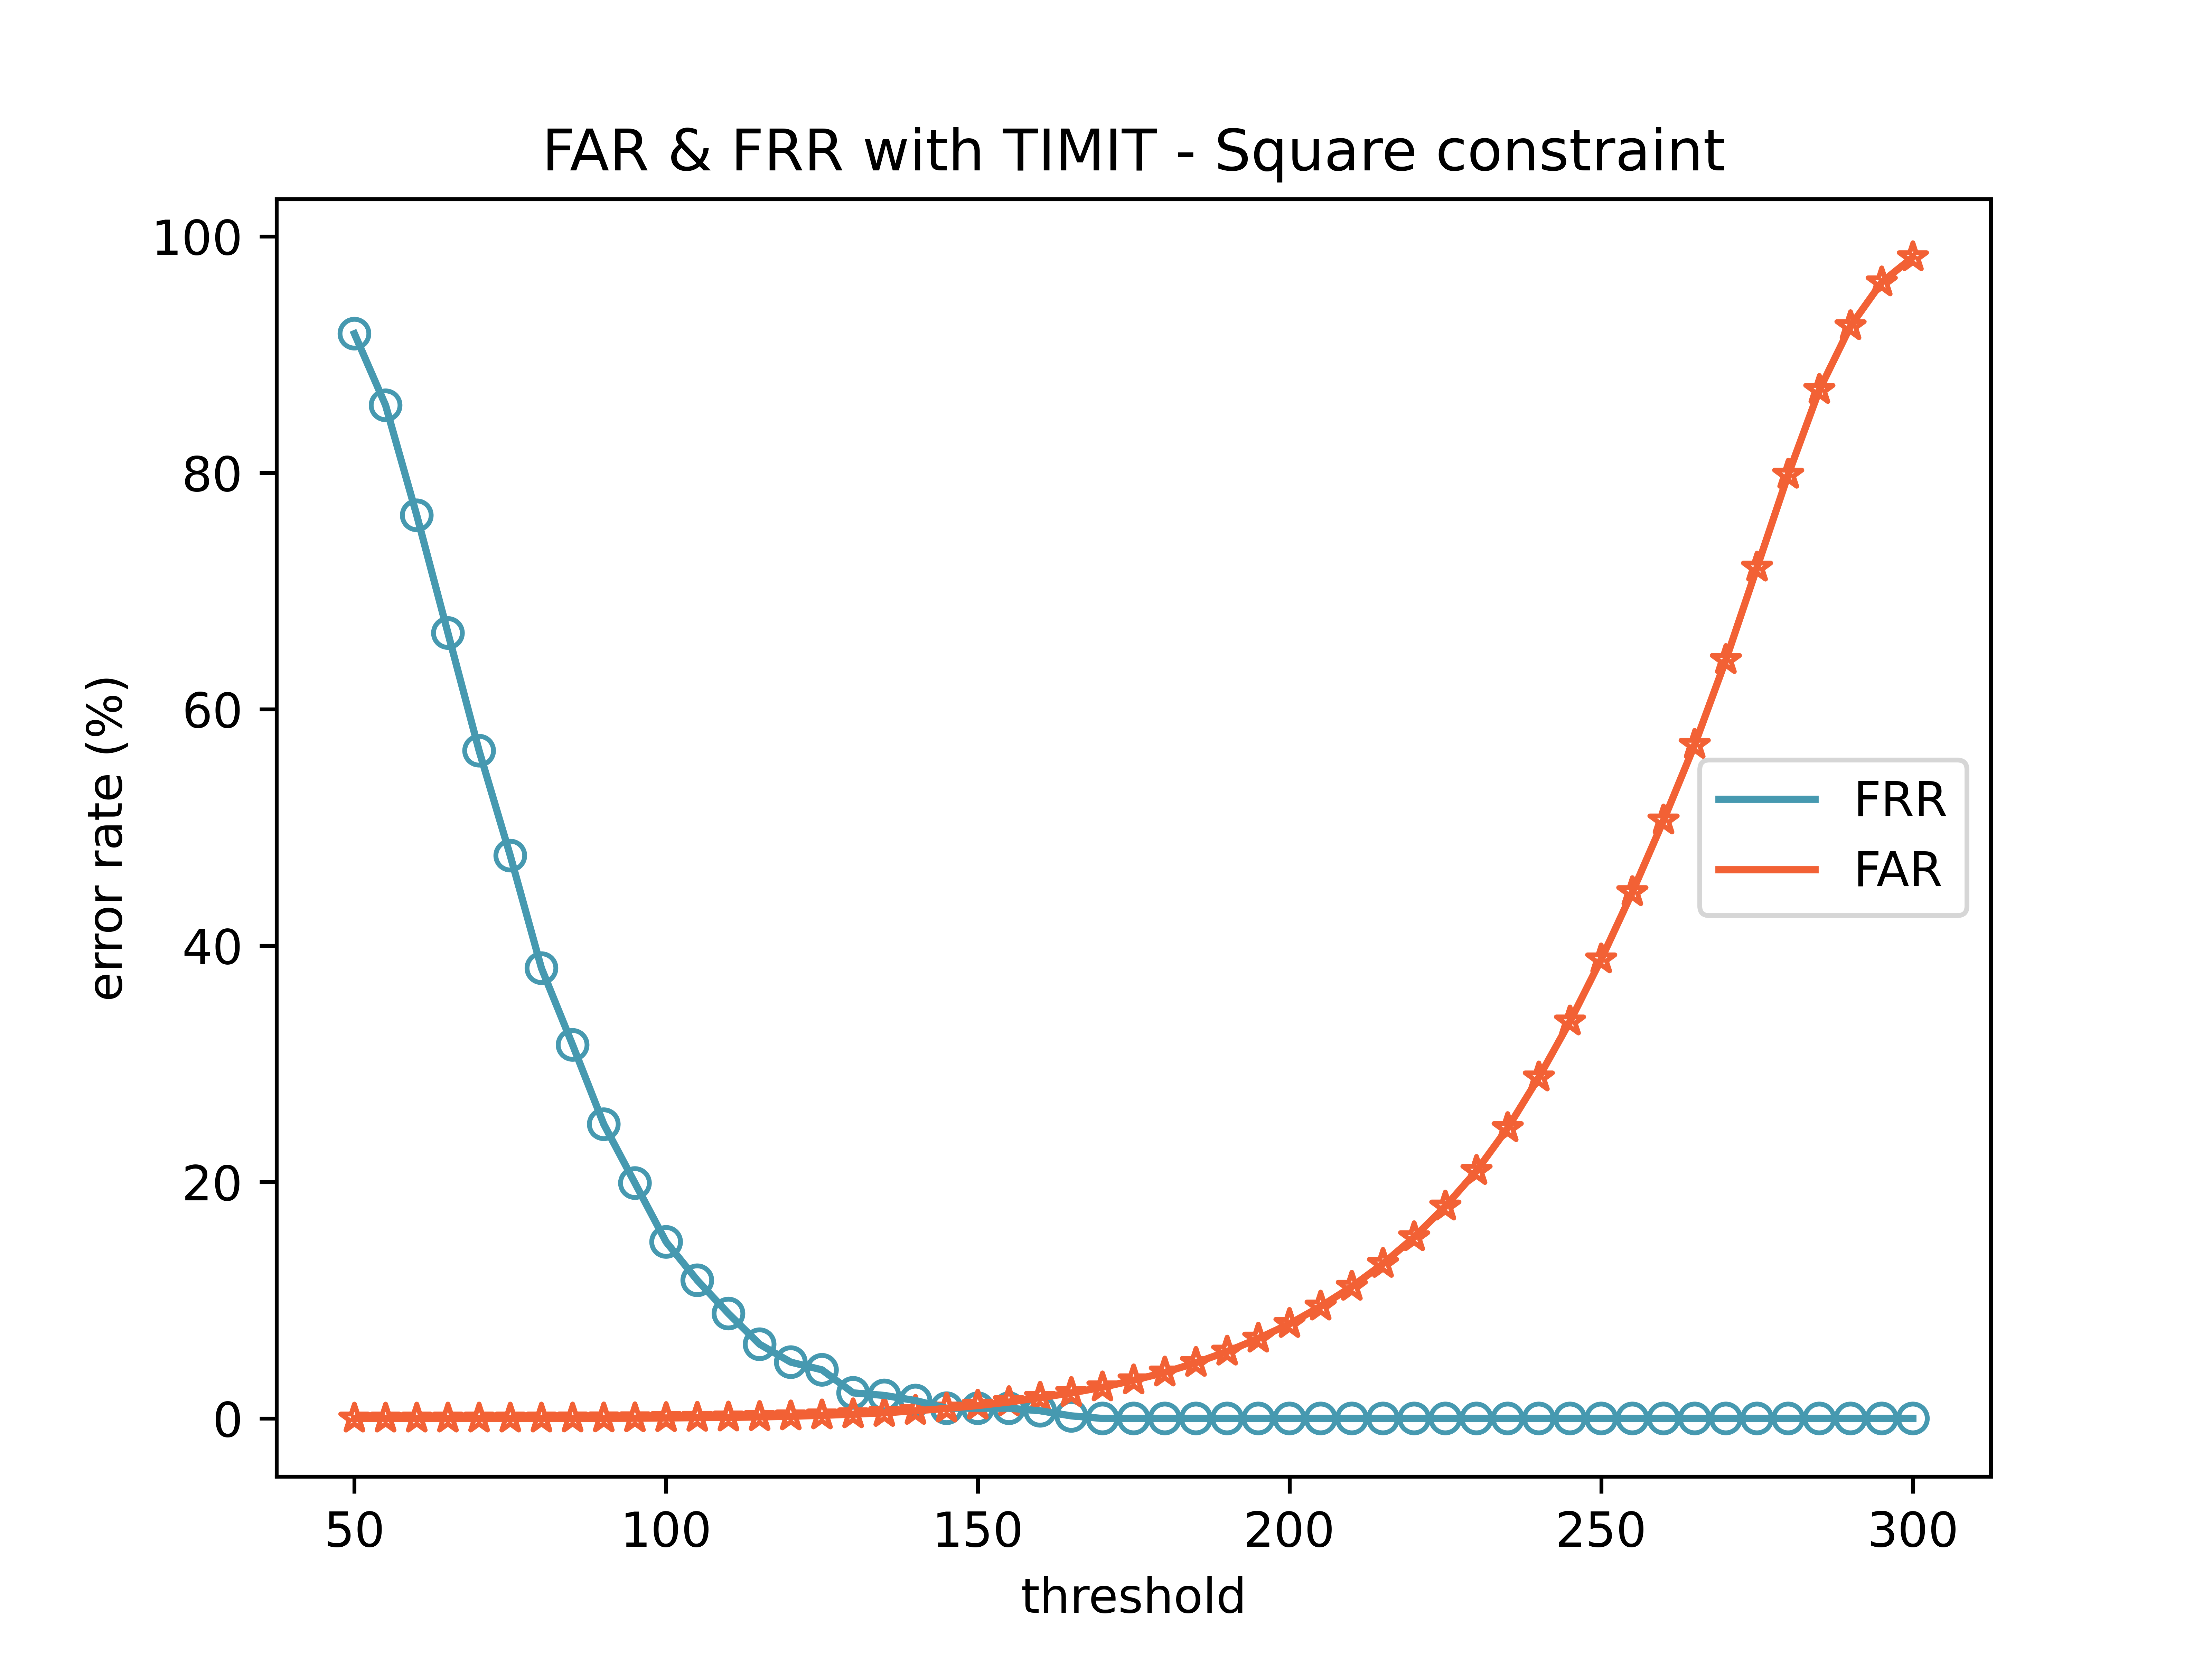 FAR & FRR with TIMIT - Square constraint
100
80
60
40
20
0
error rate (%)
FRR
FAR
50 100 150 200 250 300
threshold